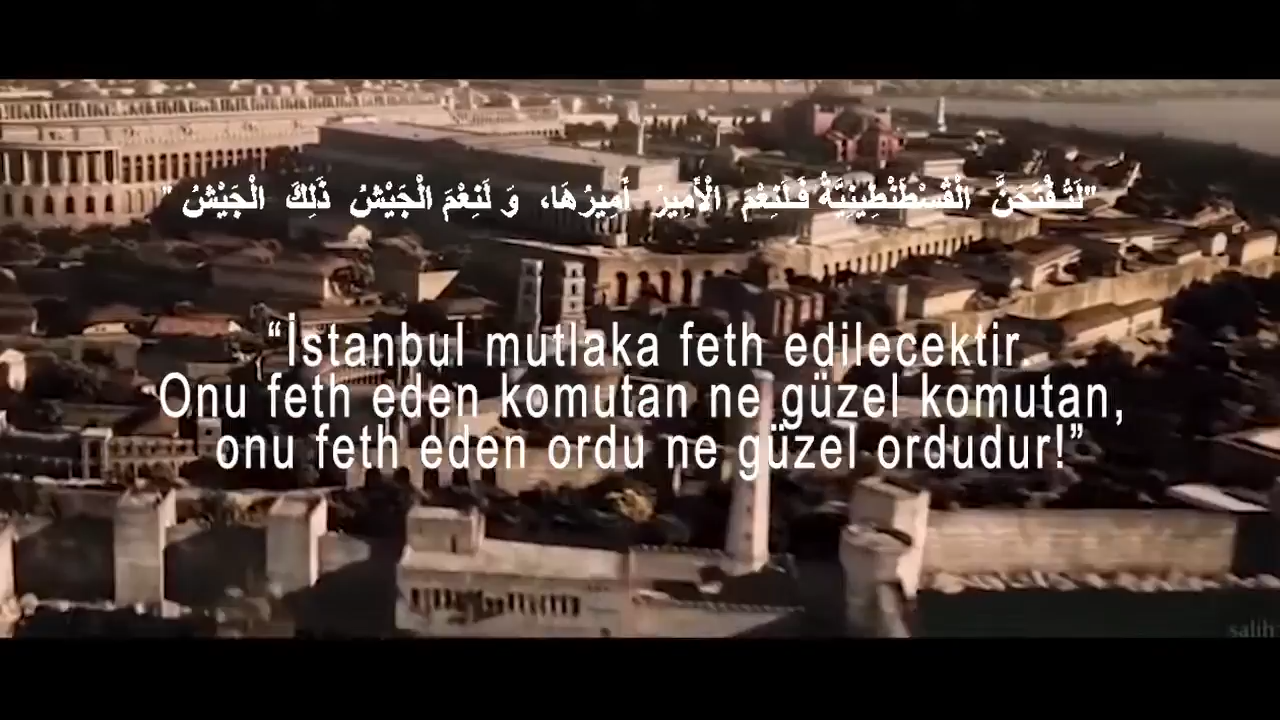 "لَتُفْتَحَنَّ الْقُسْطَنْطِينِيَّةُ فَلَنِعْمَ الْأَمِيرُ أَمِيرُهَا، وَ لَنِعْمَ الْجَيْشُ ذَلِكَ الْجَيْشُ"
“İstanbul mutlaka feth edilecektir.
Onu feth eden komutan ne güzel komutan,
onu feth eden ordu ne güzel ordudur!”
salih